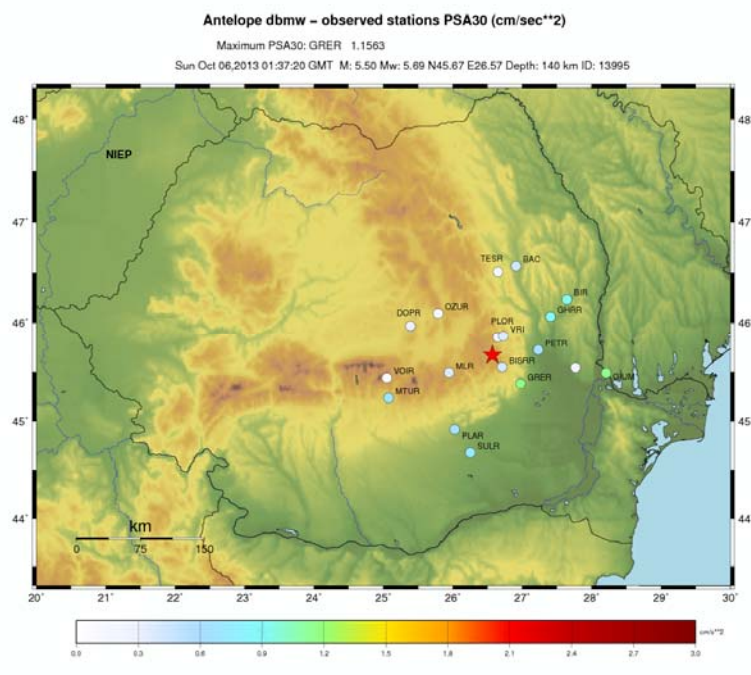 Antelope dbmw – observed stations PSA30 (cm/sec**2)
Maximum PSA30: GRER 1.1563
Sun Oct 06,2013 01:37:20 GMT M: 5.50 Mw: 5.69 N45.67 E26.57 Depth: 140 km ID: 13995
48˚ 48˚
NIEP
47˚ 47˚
TESR BAC
BIR
DOPR OZUR GHRR
46˚ PLOR 46˚
VRI
PETR
BISRR
VOIR MLR GRER GIUM
MTUR
45˚ 45˚
PLAR
SULR
44˚ 44˚
km
0 75 150
20˚ 21˚ 22˚ 23˚ 24˚ 25˚ 26˚ 27˚ 28˚ 29˚ 30˚
cm/s**2
0.0 0.3 0.6 0.9 1.2 1.5 1.8 2.1 2.4 2.7 3.0